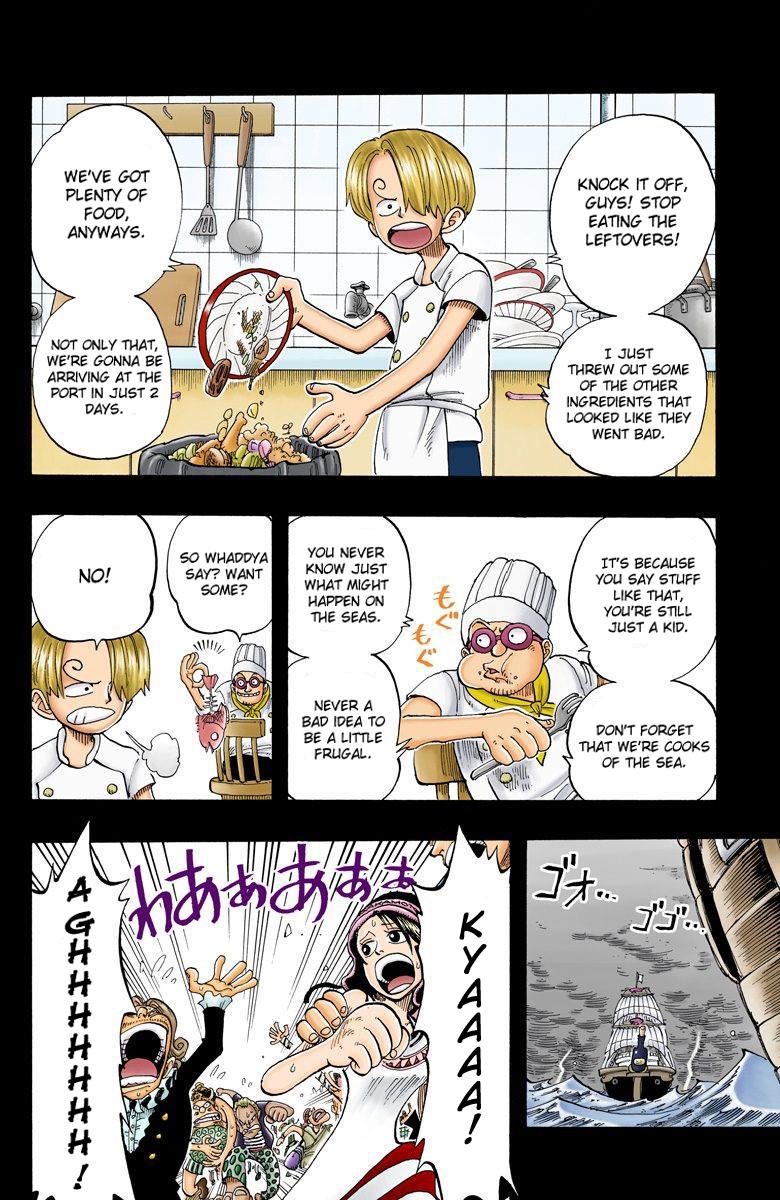 KNOCK IT OFF,
GUYS! STOP
EATING THE
LEFTOVERS!
I JUST
THREW OUT SOME
OF THE OTHER
INGREDIENTS THAT
LOOKED LIKE THEY
WENT BAD.
WE'VE GOT
PLENTY OF
FOOD,
ANYWAYS.
NOT ONLY THAT,
WE'RE GONNA BE
ARRIVING AT THE
PORT IN JUST 2
DAYS.
IT'S BECAUSE
YOU SAY STUFF
LIKE THAT,
YOU'RE STILL
JUST A KID.
DON'T FORGET
THAT WE'RE COOKS
OF THE SEA.
もぐ
もぐ
YOU NEVER
KNOW JUST
WHAT MIGHT
HAPPEN ON
THE SEAS.
NEVER A
BAD IDEA TO
BE A LITTLE
FRUGAL.
SO WHADDYA
SAY? WANT
SOME?
NO!
ゴオ...
ゴゴ...
KYAAAA!
わあぁあぁぁ
AGHHHHHHH!